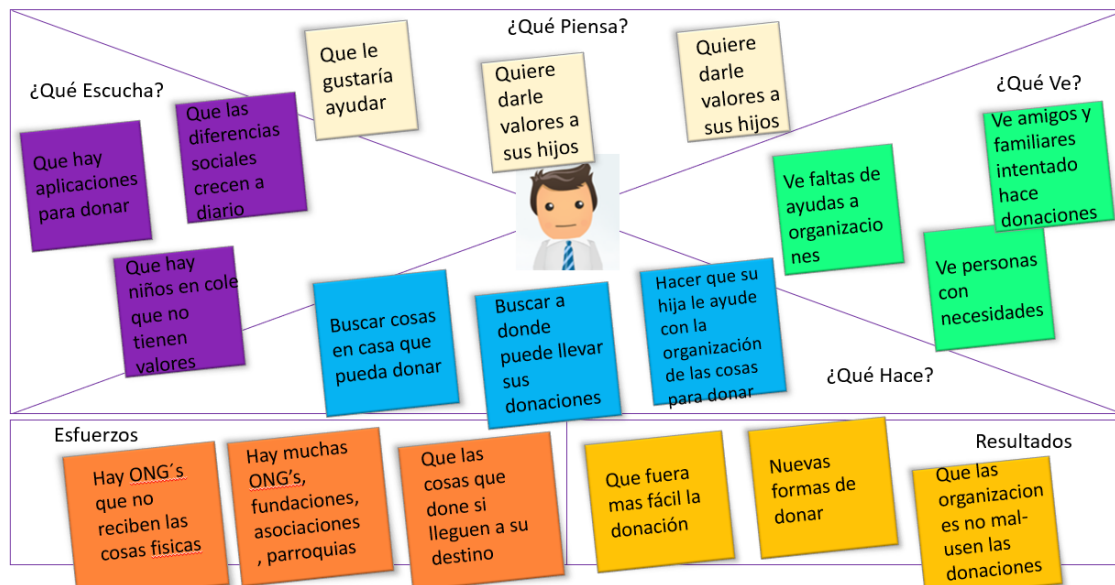 ¿Qué Piensa?
Que le
gustaría
ayudar
Quiere
darle
valores a
sus hijos
Quiere
darle
valores a
sus hijos
¿Qué Escucha?
Que hay
aplicaciones
para donar
Que las
diferencias
sociales
crecen a
diario
Que hay
niños en cole
que no
tienen
valores
¿Qué Ve?
Ve faltas de
ayudas a
organizacio
nes
Ve amigos y
familiares
intentado
hace
donaciones
Ve personas
con
necesidades
¿Qué Hace?
Buscar cosas
en casa que
pueda donar
Buscar a
donde
puede llevar
sus
donaciones
Hacer que su
hija le ayude
con la
organización
de las cosas
para donar
Esfuerzos
Hay ONG´s
que no
reciben las
cosas fisicas
Hay muchas
ONG’s,
fundaciones,
asociaciones
, parroquias
Que las
cosas que
done si
lleguen a su
destino
Resultados
Que fuera
mas fácil la
donación
Nuevas
formas de
donar
Que las
organizacion
es no mal-
usen las
donaciones